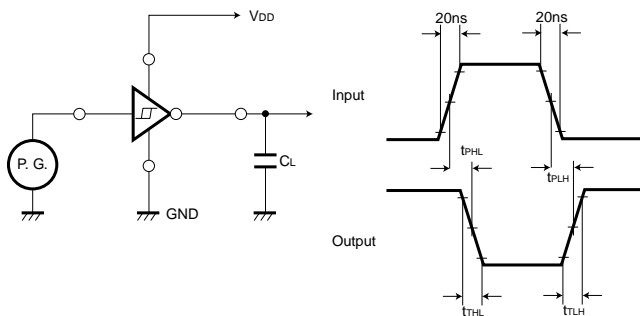 VDD
P. G.
GND
CL
20ns 20ns
Input
tPHL tPLH
Output
tTHL tTLH